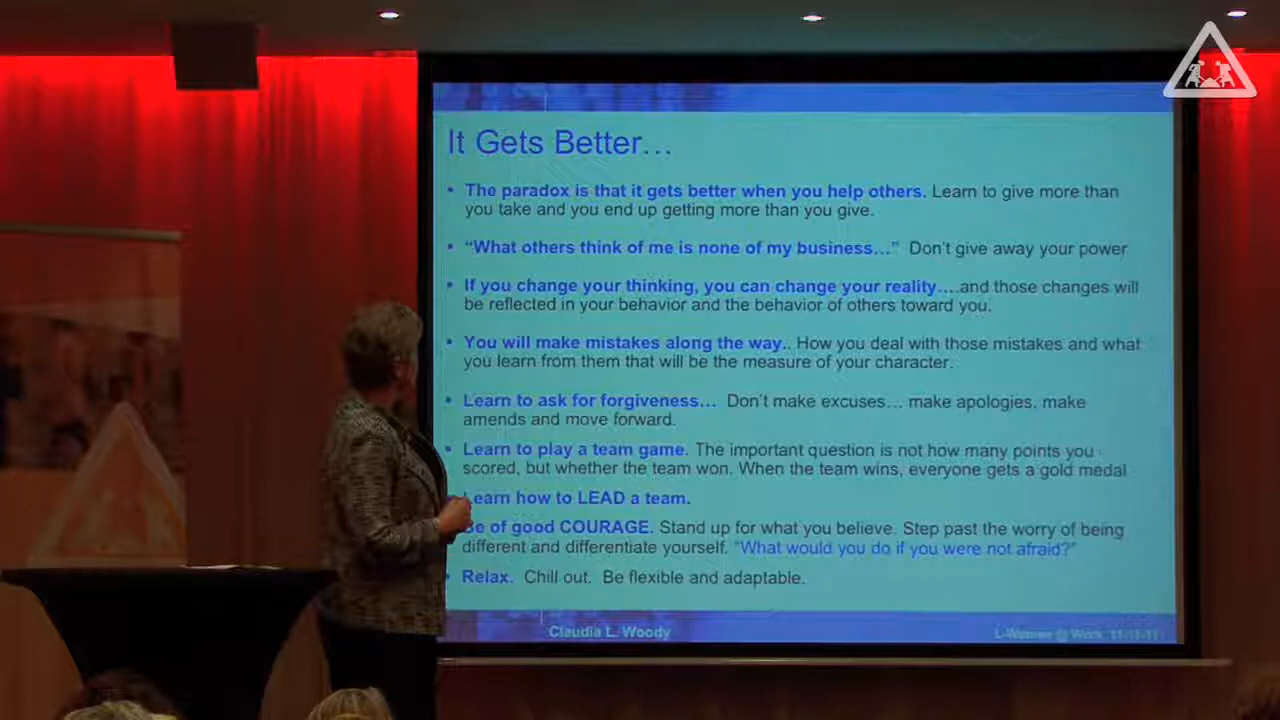 It Gets Better…
• The paradox is that it gets better when you help others. Learn to give more than
you take and you end up getting more than you give.
• “What others think of me is none of my business…” Don’t give away your power
• If you change your thinking, you can change your reality….and those changes will
be reflected in your behavior and the behavior of others toward you.
• You will make mistakes along the way.. How you deal with those mistakes and what
you learn from them that will be the measure of your character.
• Learn to ask for forgiveness… Don’t make excuses… make apologies, make
amends and move forward.
• Learn to play a team game. The important question is not how many points you
scored, but whether the team won. When the team wins, everyone gets a gold medal
Learn how to LEAD a team.
Be of good COURAGE. Stand up for what you believe. Step past the worry of being
different and differentiate yourself. “What would you do if you were not afraid?”
• Relax. Chill out. Be flexible and adaptable.
Claudia L. Woody
L-Women @ Work 11-11-11